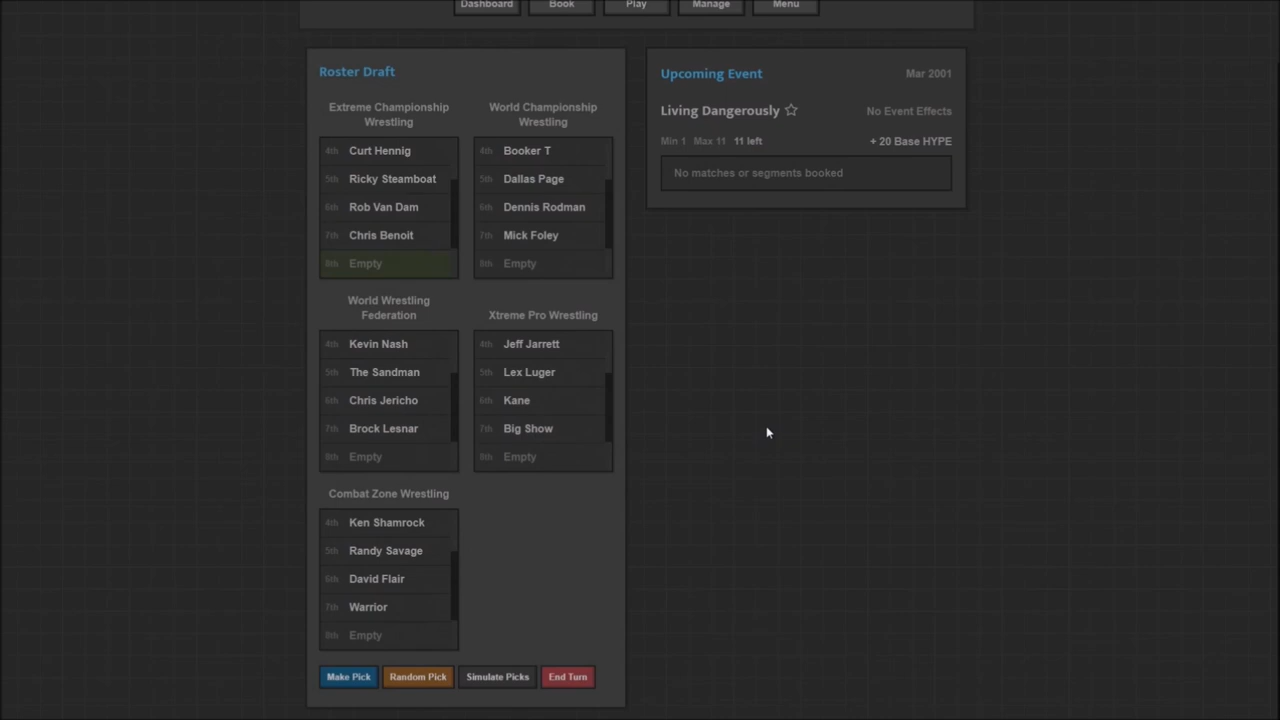 Dashboard
Book
Play
Manage
Menu
Roster Draft
Extreme Championship
Wrestling
4th Curt Hennig
5th Ricky Steamboat
6th Rob Van Dam
7th Chris Benoit
8th Empty
World Championship
Wrestling
4th Booker T
5th Dallas Page
6th Dennis Rodman
7th Mick Foley
8th Empty
World Wrestling
Federation
4th Kevin Nash
5th The Sandman
6th Chris Jericho
7th Brock Lesnar
8th Empty
Xtreme Pro Wrestling
4th Jeff Jarrett
5th Lex Luger
6th Kane
7th Big Show
8th Empty
Combat Zone Wrestling
4th Ken Shamrock
5th Randy Savage
6th David Flair
7th Warrior
8th Empty
Make Pick
Random Pick
Simulate Picks
End Turn
Upcoming Event
Mar 2001
Living Dangerously
No Event Effects
Min 1 Max 11 11 left
+ 20 Base HYPE
No matches or segments booked